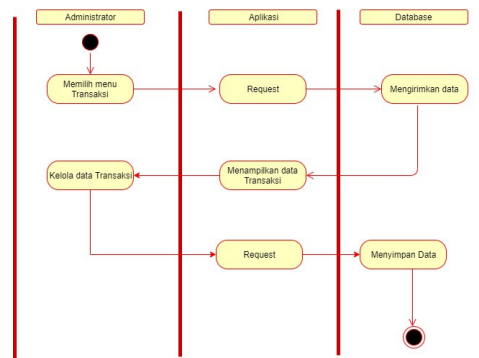 Administrator
Aplikasi
Database
Memilih menu
Transaksi
Request
Mengirimkan data
Kelola data Transaksi
Menampilkan data
Transaksi
Request
Menyimpan Data